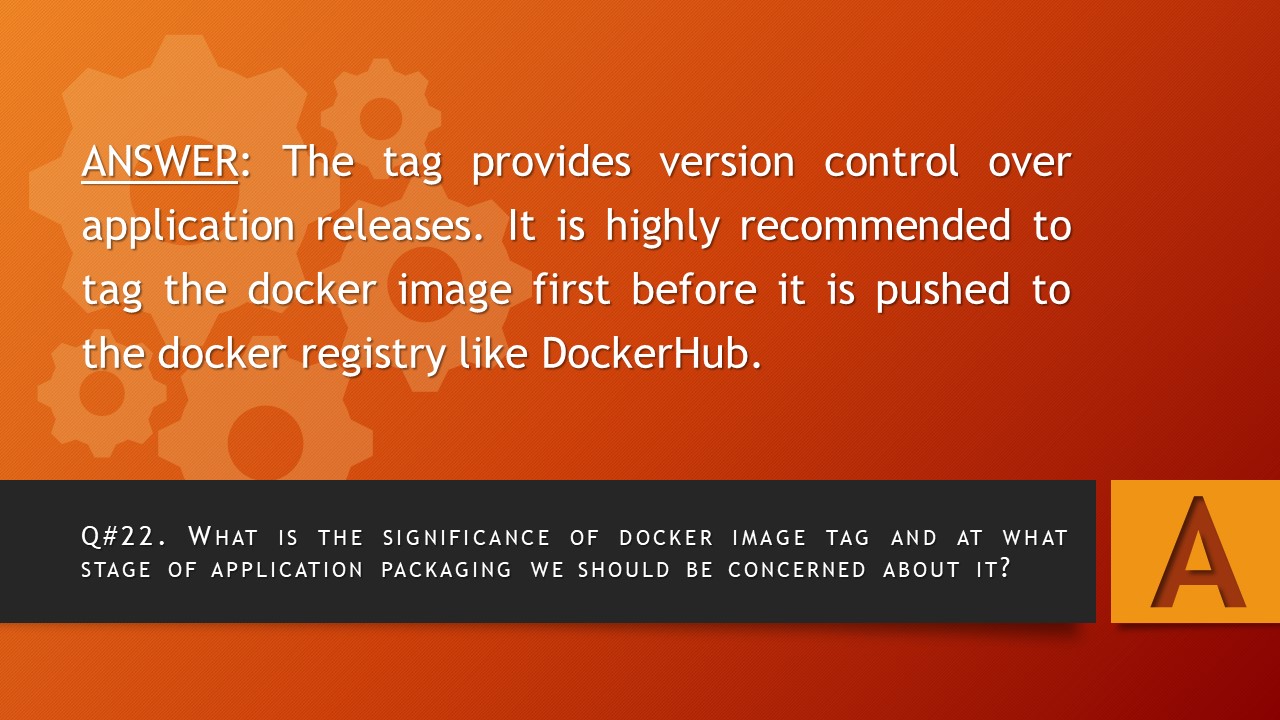 ANSWER: The tag provides version control over
application releases. It is highly recommended to
tag the docker image first before it is pushed to
the docker registry like DockerHub.
Q#22. What is the significance of docker image tag and at what
stage of application packaging we should be concerned about it?
A